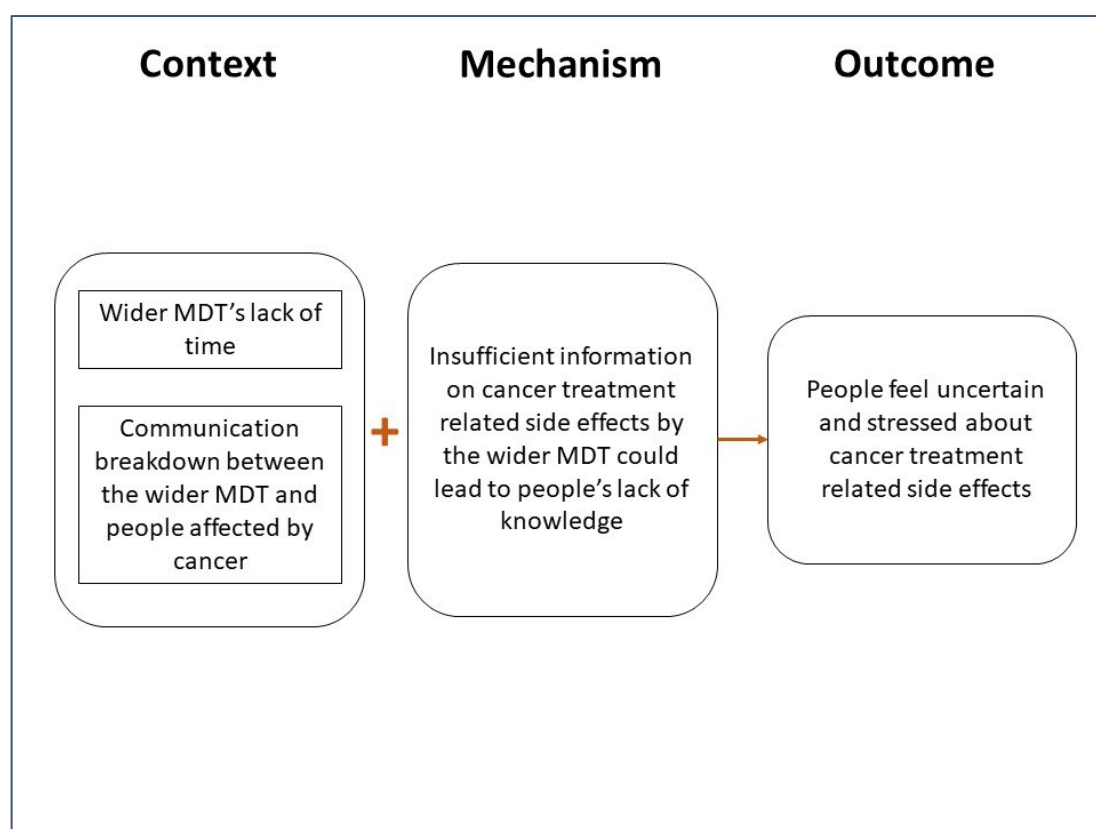 Context
Mechanism
Outcome
Wider MDT’s lack of
time
Communication
breakdown between
the wider MDT and
people affected by
cancer
+
Insufficient information
on cancer treatment
related side effects by
the wider MDT could
lead to people’s lack of
knowledge
People feel uncertain
and stressed about
cancer treatment
related side effects